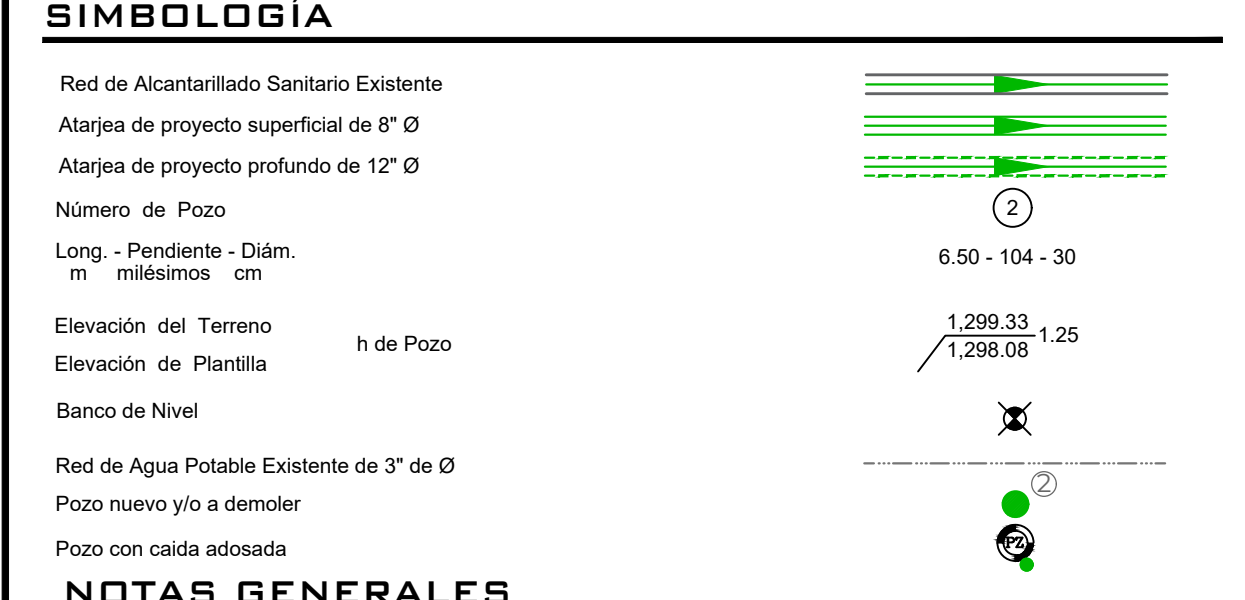 SIMBOLOGÍA
Red de Alcantarillado Sanitario Existente
Atarjea de proyecto superficial de 8" Ø
Atarjea de proyecto profundo de 12" Ø
Número de Pozo
2
Long. - Pendiente - Diám.
m milésimos cm
6.50 - 104 - 30
Elevación del Terreno
h de Pozo
Elevación de Plantilla
1,299.33
1.25
1,298.08
Banco de Nivel
Red de Agua Potable Existente de 3" de Ø
2
Pozo nuevo y/o a demoler
Pozo con caida adosada
PZ
NOTAS GENERALES